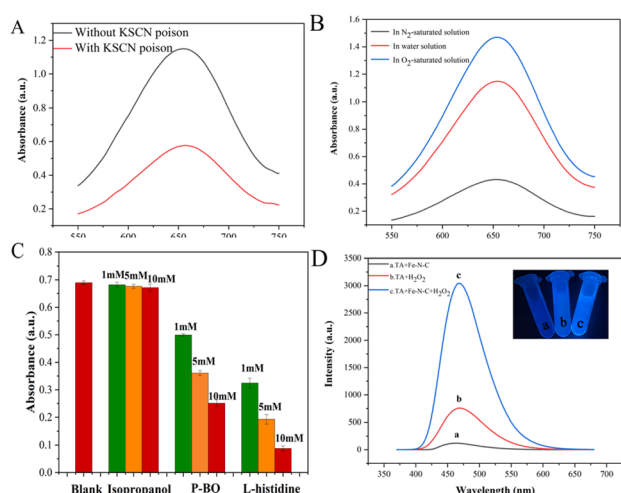 A
Without KSCN poison
With KSCN poison
Absorbance (a.u.)
1.2
1.0
0.8
0.6
0.4
0.2
550
600
650
700
750
B
In N2-saturated solution
In water solution
In O2-saturated solution
Absorbance (a.u.)
1.6
1.4
1.2
1.0
0.8
0.6
0.4
0.2
550
600
650
700
750
C
Absorbance (a.u.)
0.8
0.7
0.6
0.5
0.4
0.3
0.2
0.1
0.0
1mM
5mM
10mM
1mM
5mM
10mM
1mM
5mM
10mM
Blank
Isopropanol
P-BO
L-histidine
D
a.TA+Fe-N-C
b.TA+H2O2
c.TA+Fe-N-C+H2O2
Intensity (a.u.)
3500
3000
2500
2000
1500
1000
500
0
c
b
a
a
b
c
350
400
450
500
550
600
650
700
Wavelength (nm)